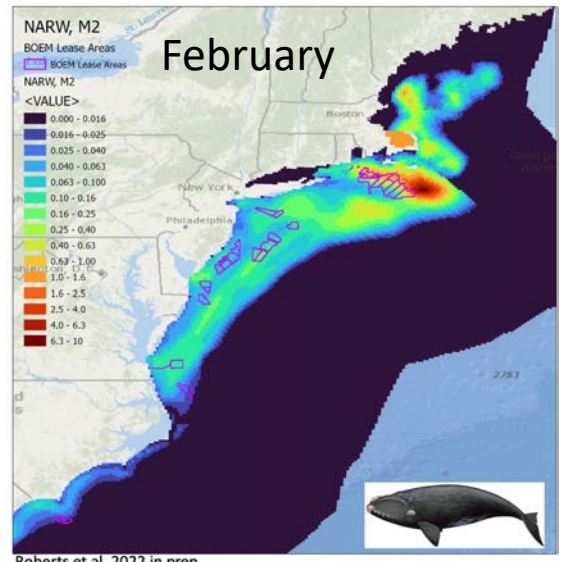 NARW, M2
BOEM Lease Areas
BOEM Lease Areas
NARW, M2
<VALUE>
0.000 - 0.016
0.016 - 0.025
0.025 - 0.040
0.040 - 0.063
0.063 - 0.100
0.10 - 0.16
0.16 - 0.25
0.25 - 0.40
0.40 - 0.63
0.63 - 1.00
1.0 - 1.6
1.6 - 2.5
2.5 - 4.0
4.0 - 6.3
6.3 - 10
February
Boston
New York
Philadelphia
2751
Roberts et al. 2022 in prep